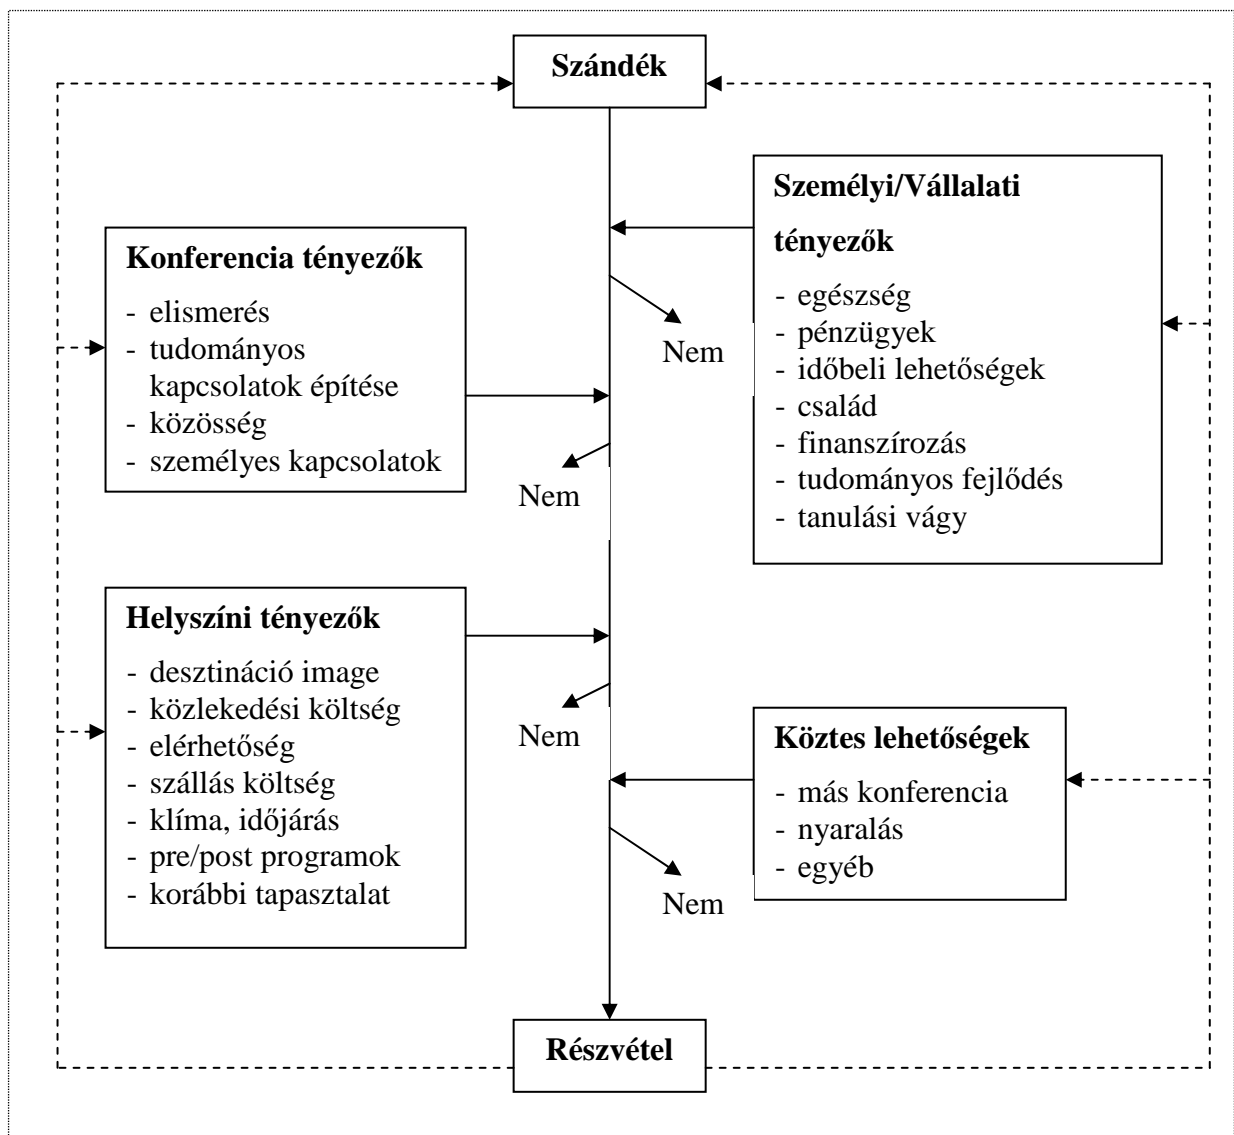 Szándék
Személyi/Vállalati
tényezők
- egészség
- pénzügyek
- időbeli lehetőségek
- család
- finanszírozás
- tudományos fejlődés
- tanulási vágy
Nem
Konferencia tényezők
- elismerés
- tudományos
kapcsolatok építése
- közösség
- személyes kapcsolatok
Nem
Helyszíni tényezők
- desztináció image
- közlekedési költség
- elérhetőség
- szállás költség
- klíma, időjárás
- pre/post programok
- korábbi tapasztalat
Nem
Köztes lehetőségek
- más konferencia
- nyaralás
- egyéb
Nem
Részvétel